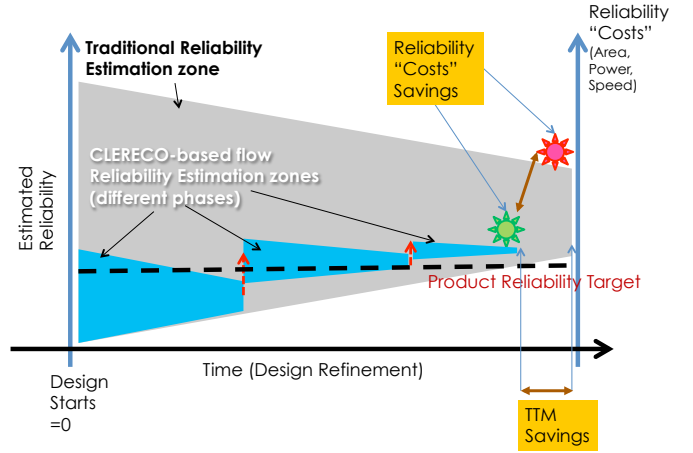 Reliability
"Costs"
(Area,
Power,
Speed)
Traditional Reliability
Estimation zone
Reliability
"Costs"
Savings
CLERECO-based flow
Reliability Estimation zones
(different phases)
Estimated
Reliability
Product Reliability Target
Time (Design Refinement)
Design
Starts
=0
TTM
Savings